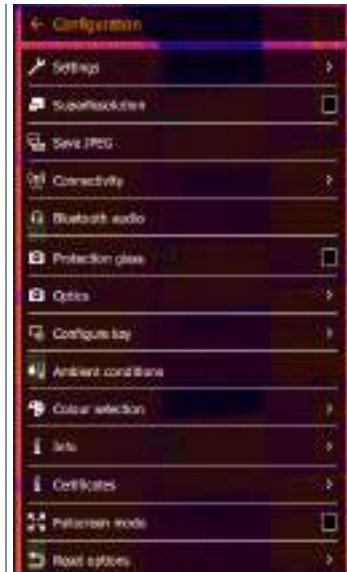 Configuration
Settings
SuperResolution
Save JPEG
Connectivity
Bluetooth audio
Protection glass
Optics
Configure key
Ambient conditions
Colour selection
Info
Certificates
Fullscreen mode
Reset options